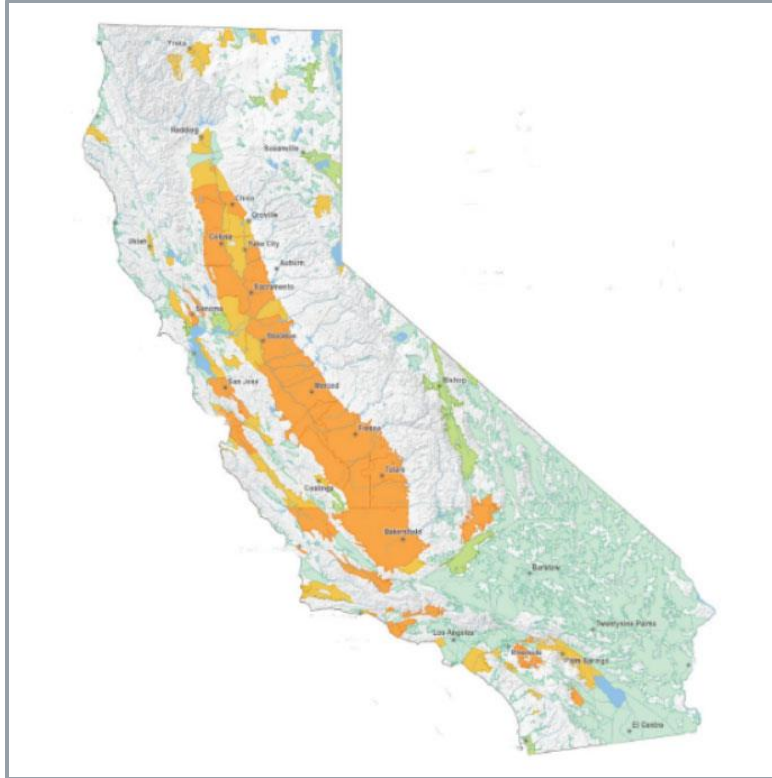 Yreka
Redding
Susanville
Chico
Oroville
Ukiah
Colusa
Yuba City
Auburn
Sacramento
Sonoma
Stockton
San Jose
Merced
Bishop
Fresno
Tulare
Coalinga
Bakersfield
Barstow
Twentynine Palms
Los Angeles
Riverside
Palm Springs
El Centro